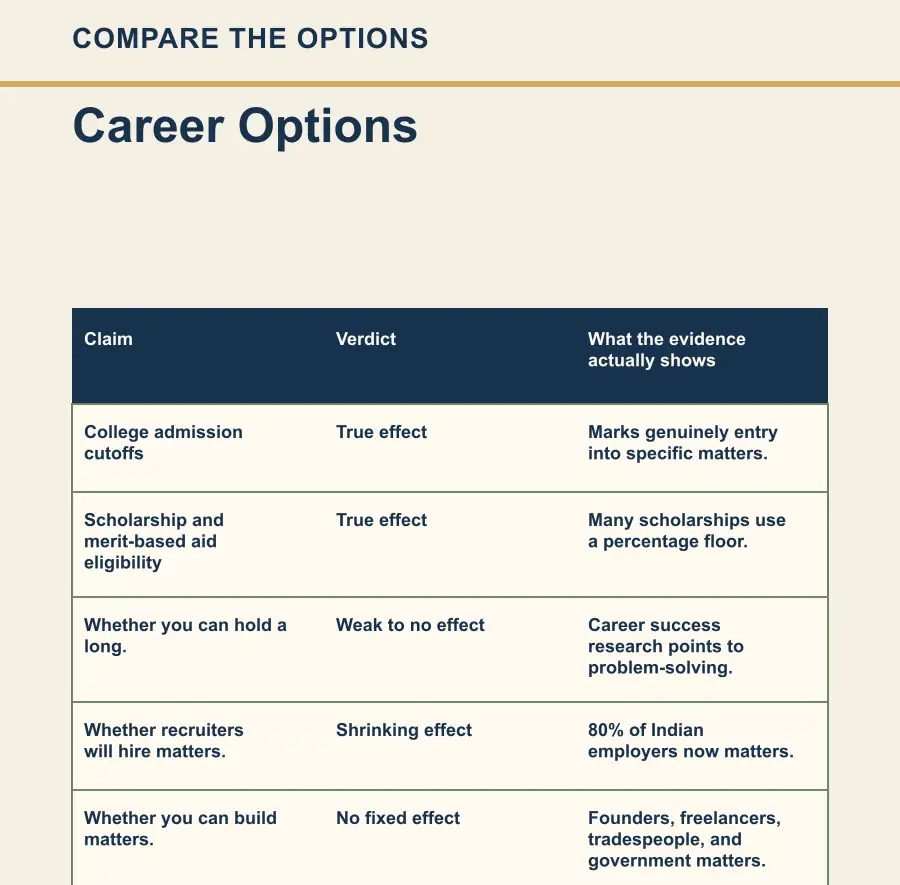 COMPARE THE OPTIONS
Career Options
Claim
Verdict
What the evidence
actually shows
College admission
cutoffs
True effect
Marks genuinely entry
into specific matters.
Scholarship and
merit-based aid
eligibility
True effect
Many scholarships use
a percentage floor.
Whether you can hold a
long.
Weak to no effect
Career success
research points to
problem-solving.
Whether recruiters
will hire matters.
Shrinking effect
80% of Indian
employers now matters.
Whether you can build
matters.
No fixed effect
Founders, freelancers,
tradespeople, and
government matters.